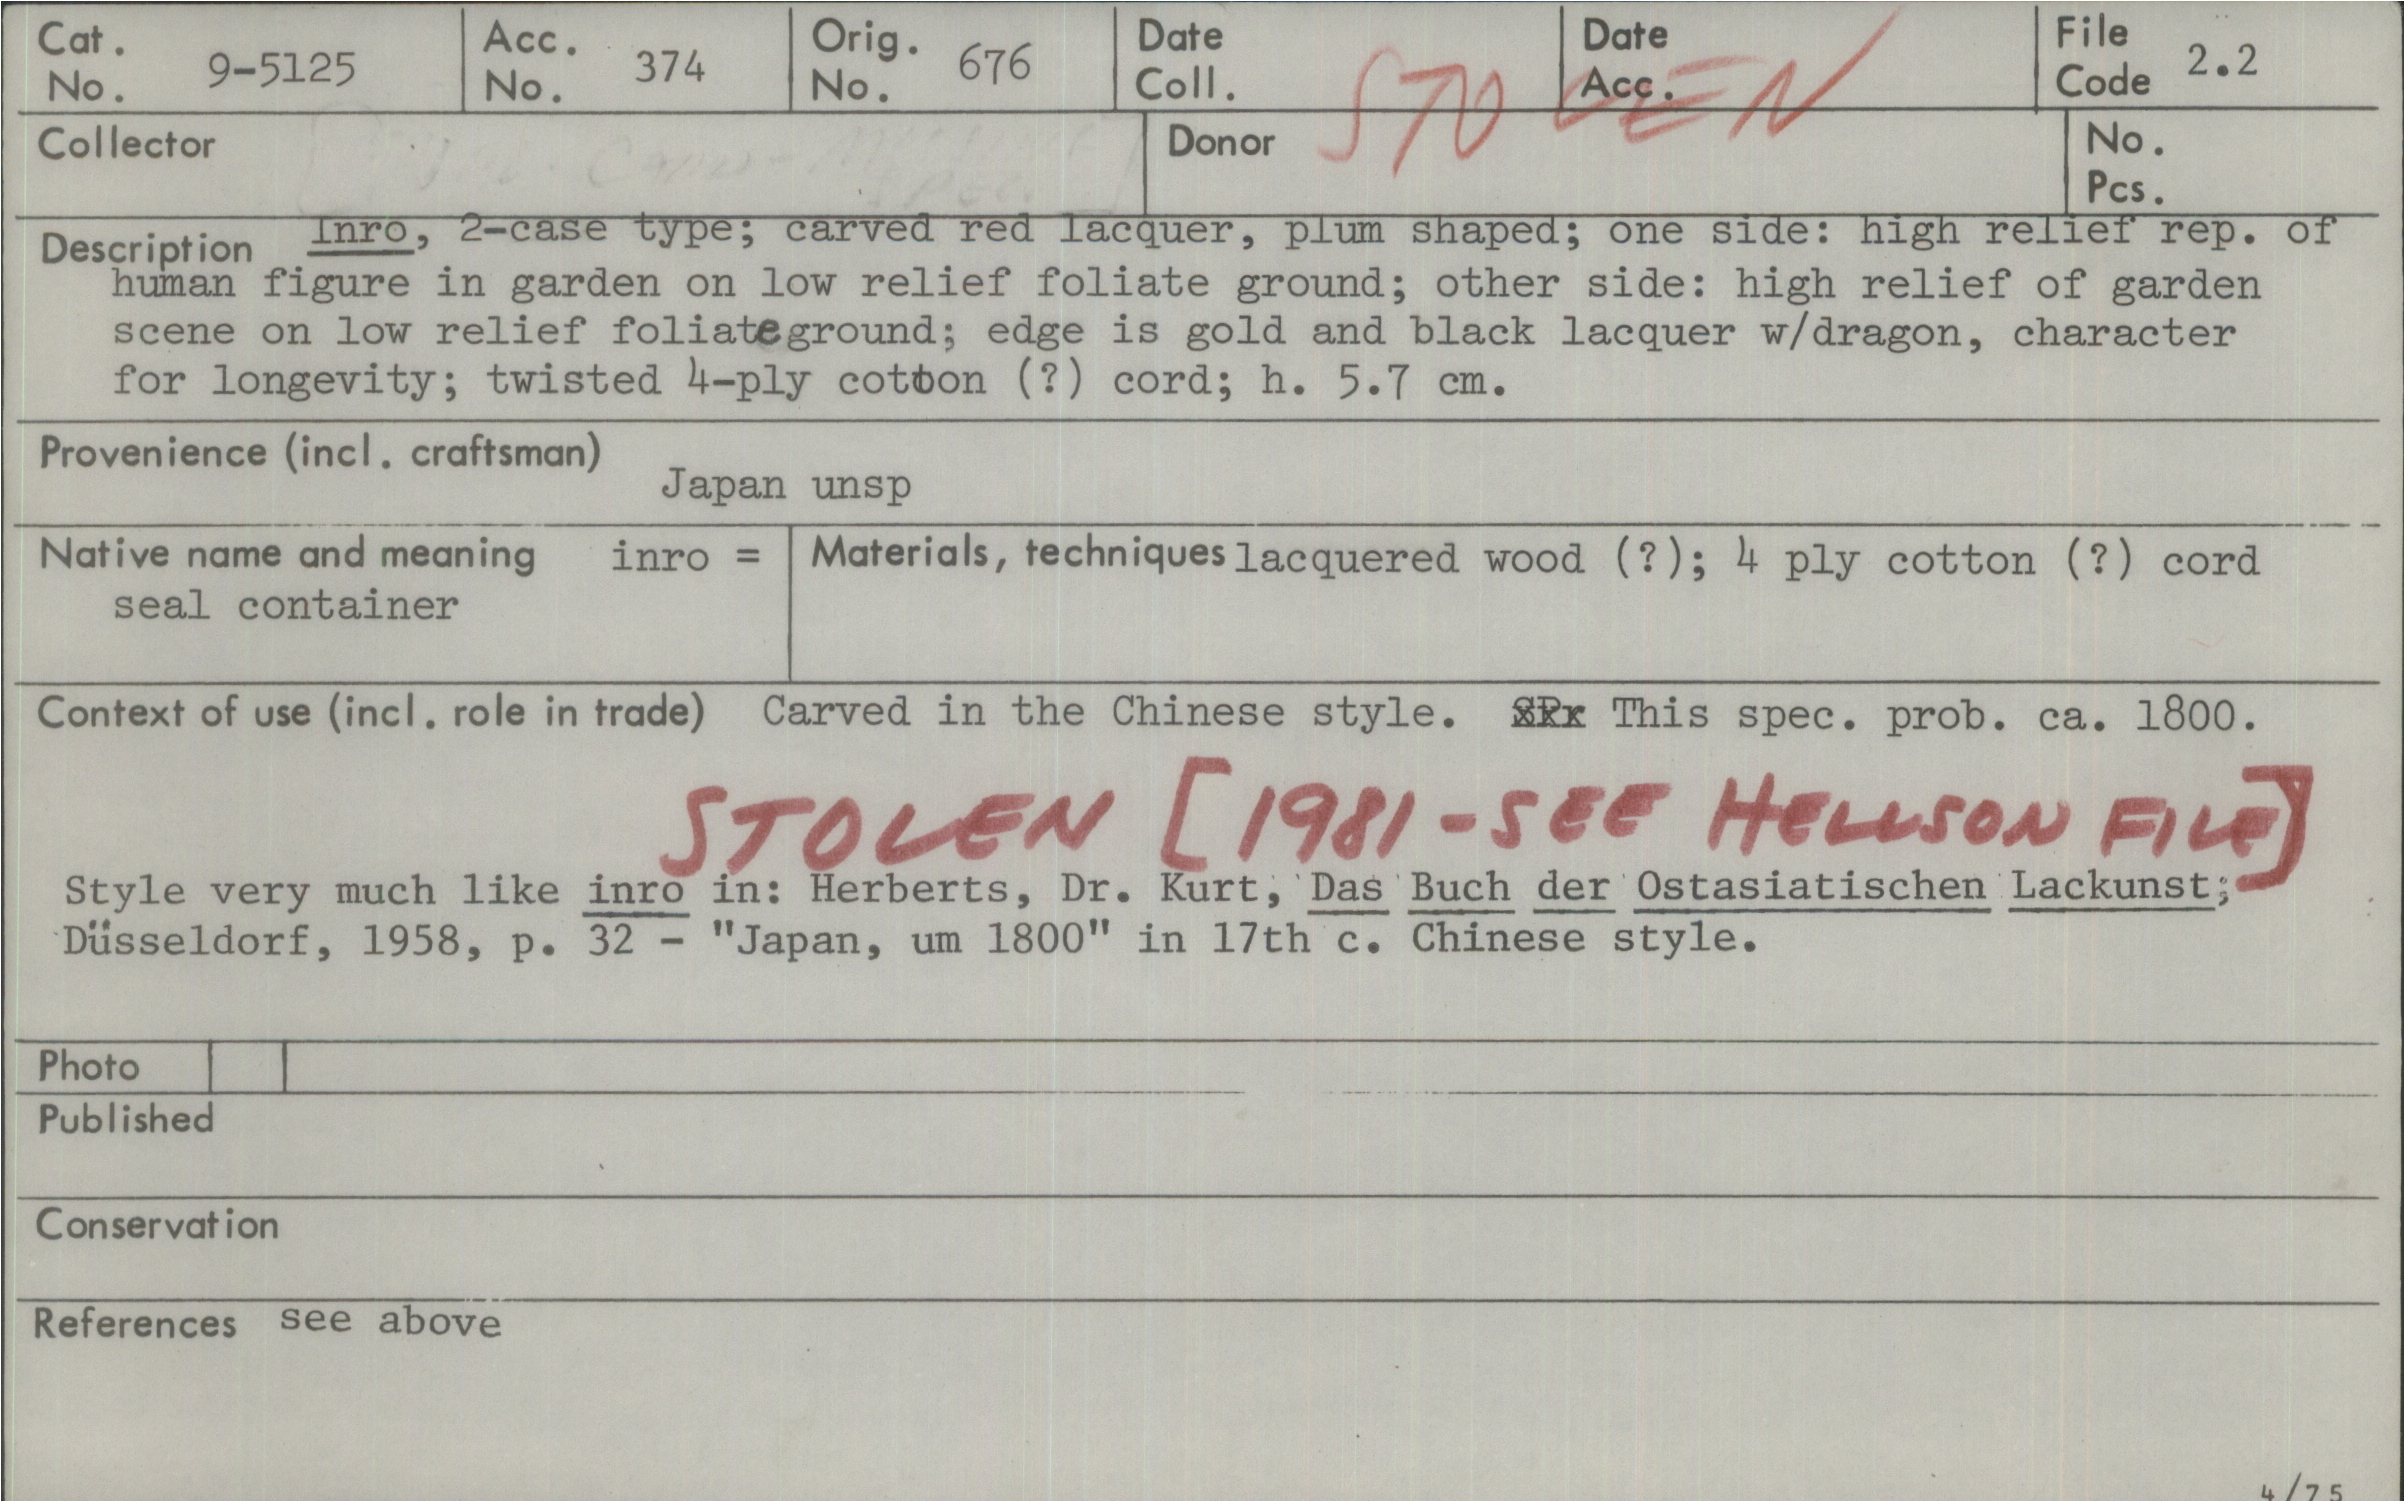 Cat. No. 9-5125 Acc. No. 374 Orig. No. 676 Date Coll. Date Acc. File Code 2.2
STOLEN
Collector Donor No. Pcs.
Description Inro, 2-case type; carved red lacquer, plum shaped; one side: high relief rep. of
human figure in garden on low relief foliate ground; other side: high relief of garden
scene on low relief foliate ground; edge is gold and black lacquer w/dragon, character
for longevity; twisted 4-ply cotton (?) cord; h. 5.7 cm.
Provenience (incl. craftsman)
Japan unsp
Native name and meaning inro =
seal container
Materials, techniques lacquered wood (?); 4 ply cotton (?) cord
Context of use (incl. role in trade) Carved in the Chinese style. This spec. prob. ca. 1800.
STOLEN [1981-SEE HELLSON FILE]
Style very much like inro in: Herberts, Dr. Kurt, Das Buch der Ostasiatischen Lackunst;
Düsseldorf, 1958, p. 32 - "Japan, um 1800" in 17th c. Chinese style.
Photo
Published
Conservation
References see above
4/75